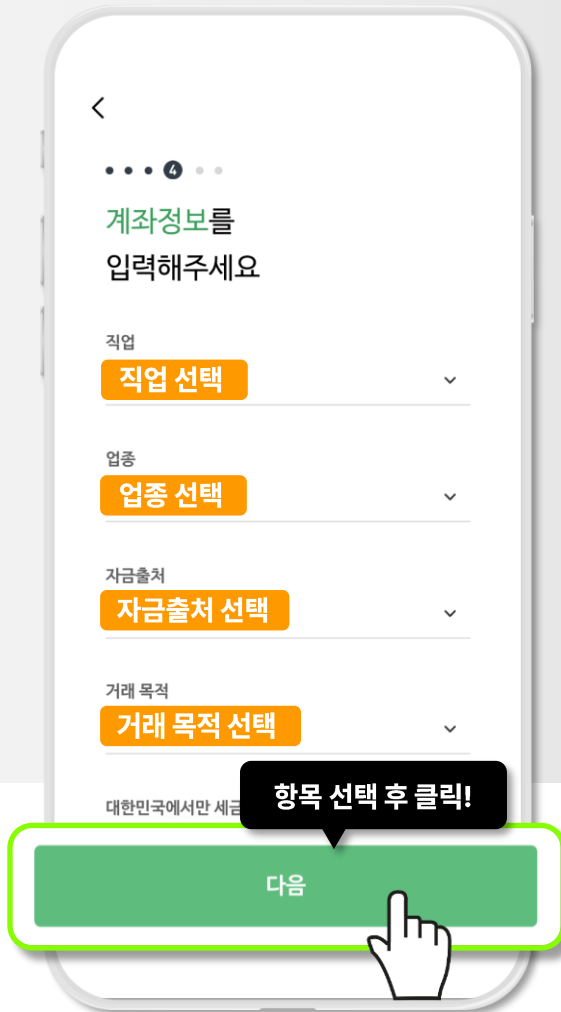 4
계좌정보를
입력해주세요
직업
직업 선택
업종
업종 선택
자금출처
자금출처 선택
거래 목적
거래 목적 선택
대한민국에서만 세금
항목 선택 후 클릭!
다음